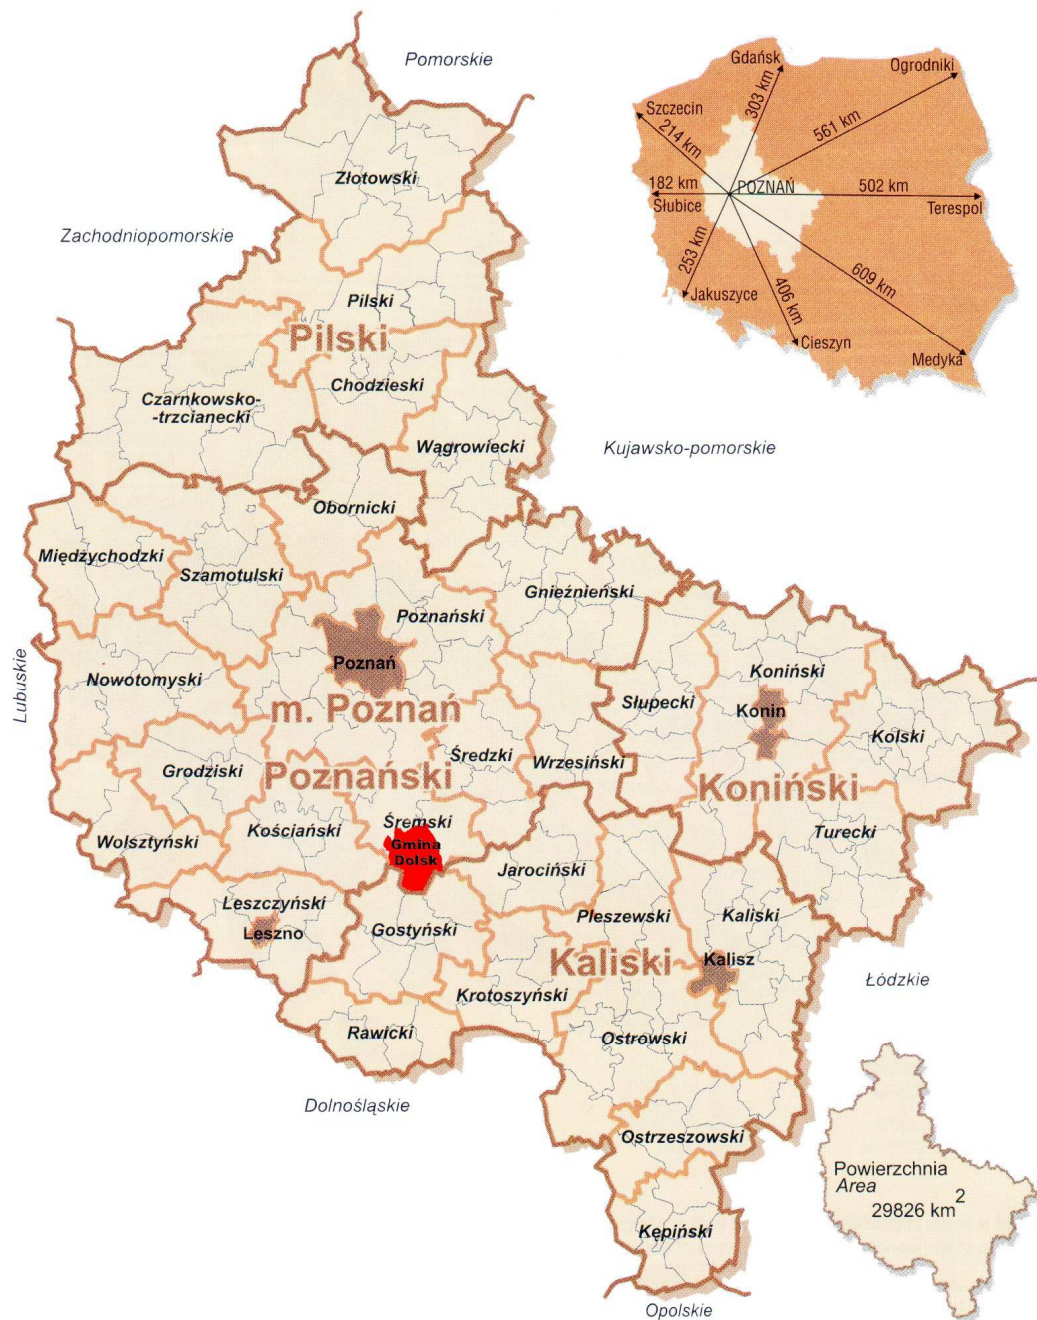 Pomorskie
Gdańsk
Ogrodniki
Szczecin
303 km
561 km
214 km
182 km
POZNAŃ
502 km
Słubice
Terespol
253 km
609 km
406 km
Jakuszyce
Cieszyn
Medyka
Złotowski
Zachodniopomorskie
Pilski
Pilski
Chodzieski
Czarnkowsko-
-trzcianecki
Wągrowiecki
Kujawsko-pomorskie
Obornicki
Międzychodzki
Szamotulski
Gnieźnieński
Poznański
Lubuskie
Poznań
Nowotomyski
Koniński
Słupecki
Konin
m. Poznań
Kolski
Średzki
Wrzesiński
Grodziski
Poznański
Koniński
Śremski
Kościański
Turecki
Wolsztyński
Gmina
Dolsk
Jarociński
Leszczyński
Pleszewski
Kaliski
Leszno
Gostyński
Kaliski
Kalisz
Łódzkie
Krotoszyński
Rawicki
Ostrowski
Dolnośląskie
Ostrzeszowski
Powierzchnia
Area
29826 km2
Kępiński
Opolskie